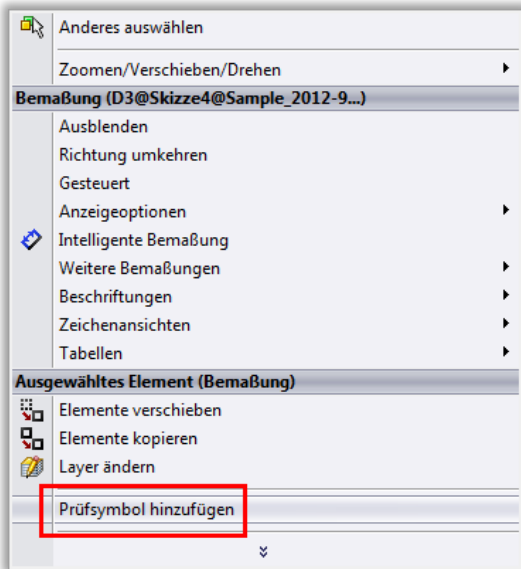 Anderes auswählen
Zoomen/Verschieben/Drehen
Bemaßung (D3@Skizze4@Sample_2012-9...)
Ausblenden
Richtung umkehren
Gesteuert
Anzeigeoptionen
Intelligente Bemaßung
Weitere Bemaßungen
Beschriftungen
Zeichenansichten
Tabellen
Ausgewähltes Element (Bemaßung)
Elemente verschieben
Elemente kopieren
Layer ändern
Prüfsymbol hinzufügen